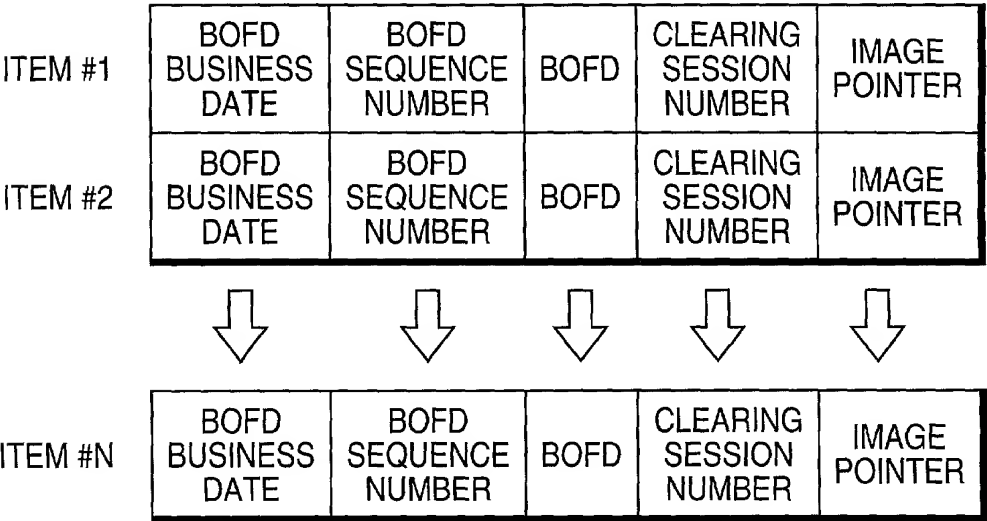 ITEM #1
BOFD
BUSINESS
DATE
BOFD
SEQUENCE
NUMBER
BOFD
CLEARING
SESSION
NUMBER
IMAGE
POINTER
ITEM #2
BOFD
BUSINESS
DATE
BOFD
SEQUENCE
NUMBER
BOFD
CLEARING
SESSION
NUMBER
IMAGE
POINTER
ITEM #N
BOFD
BUSINESS
DATE
BOFD
SEQUENCE
NUMBER
BOFD
CLEARING
SESSION
NUMBER
IMAGE
POINTER